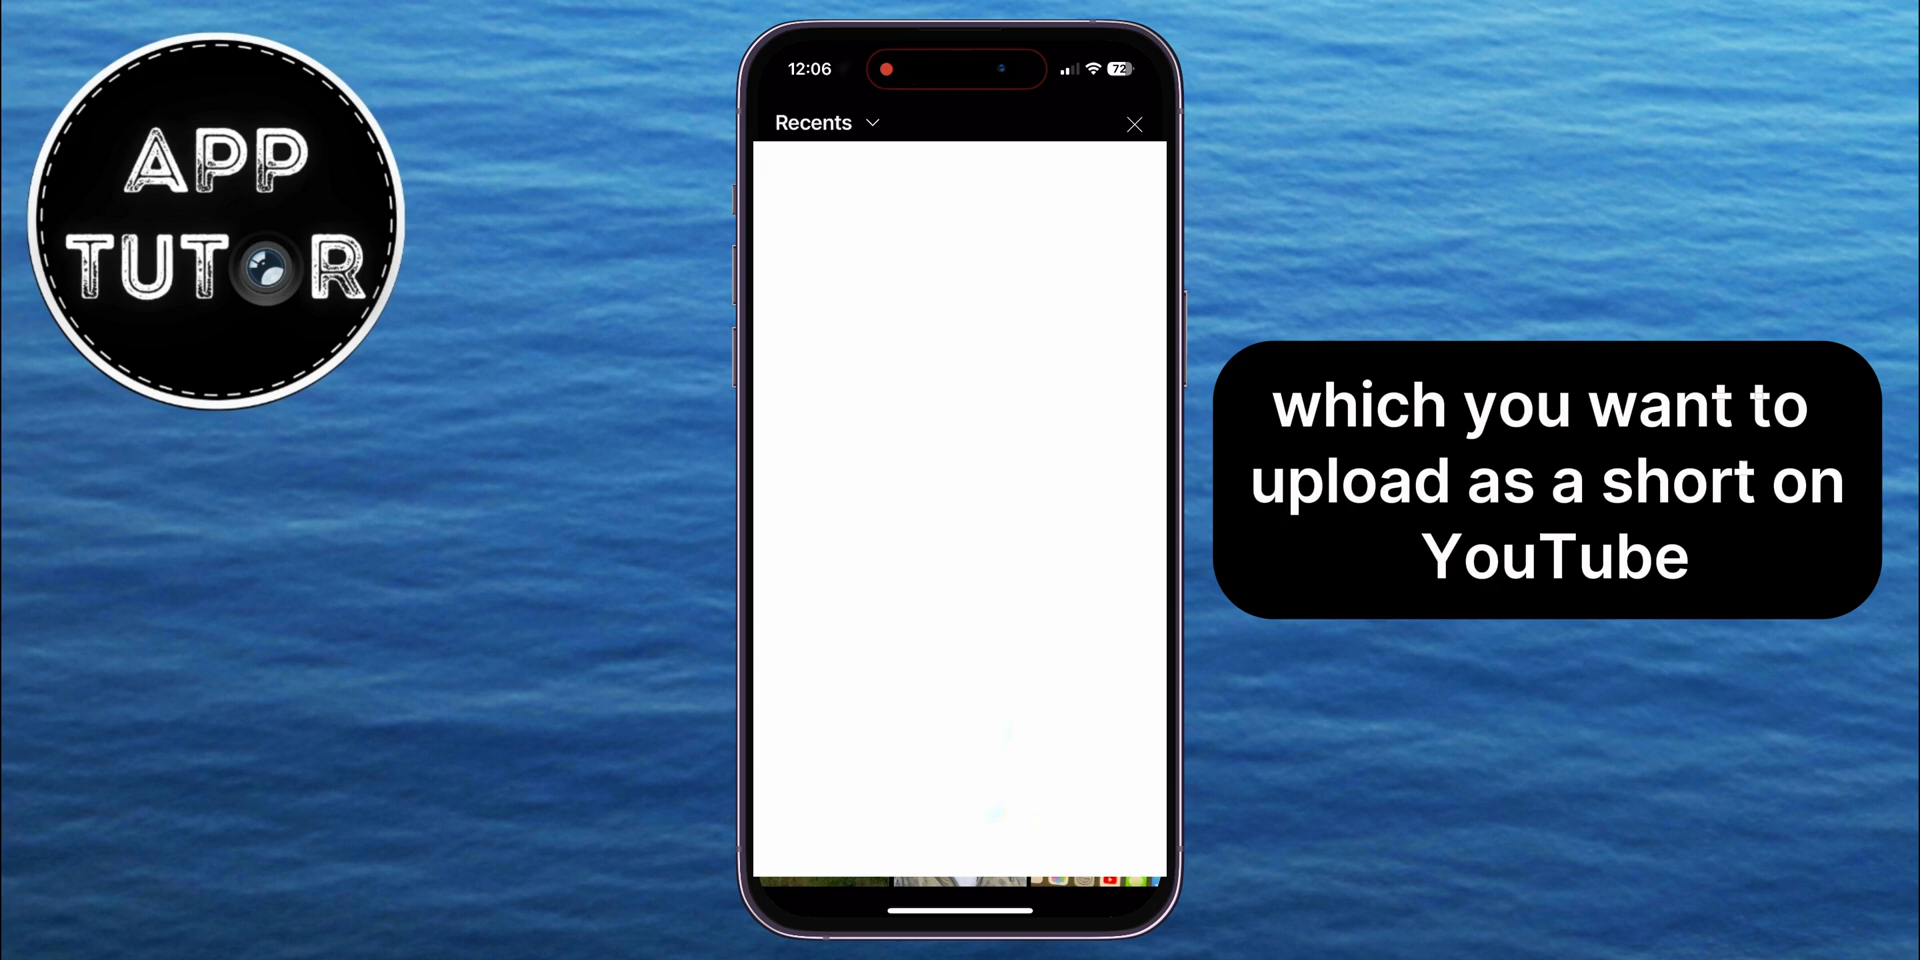 APP
TUTOR
12:06
72
Recents
which you want to
upload as a short on
YouTube